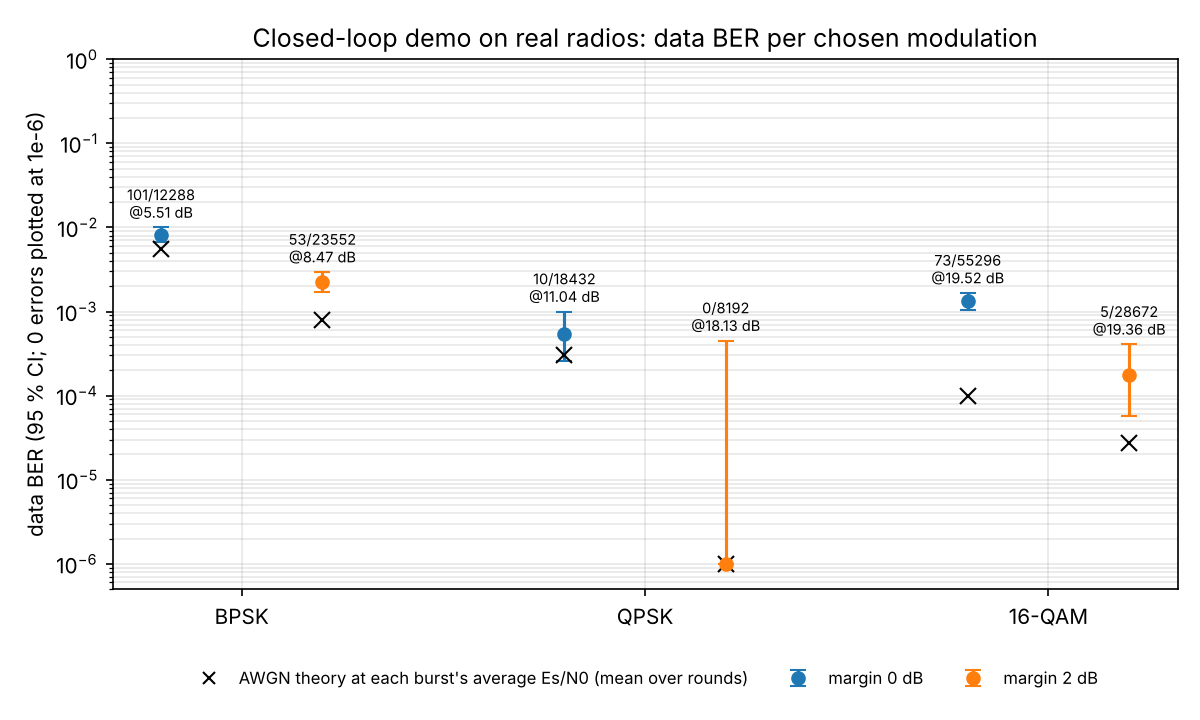 Closed-loop demo on real radios: data BER per chosen modulation
data BER (95 % CI; 0 errors plotted at 1e-6)
10⁰
10⁻¹
10⁻²
10⁻³
10⁻⁴
10⁻⁵
10⁻⁶
101/12288
@5.51 dB
53/23552
@8.47 dB
10/18432
@11.04 dB
0/8192
@18.13 dB
73/55296
@19.52 dB
5/28672
@19.36 dB
BPSK
QPSK
16-QAM
AWGN theory at each burst's average Es/N0 (mean over rounds)
margin 0 dB
margin 2 dB